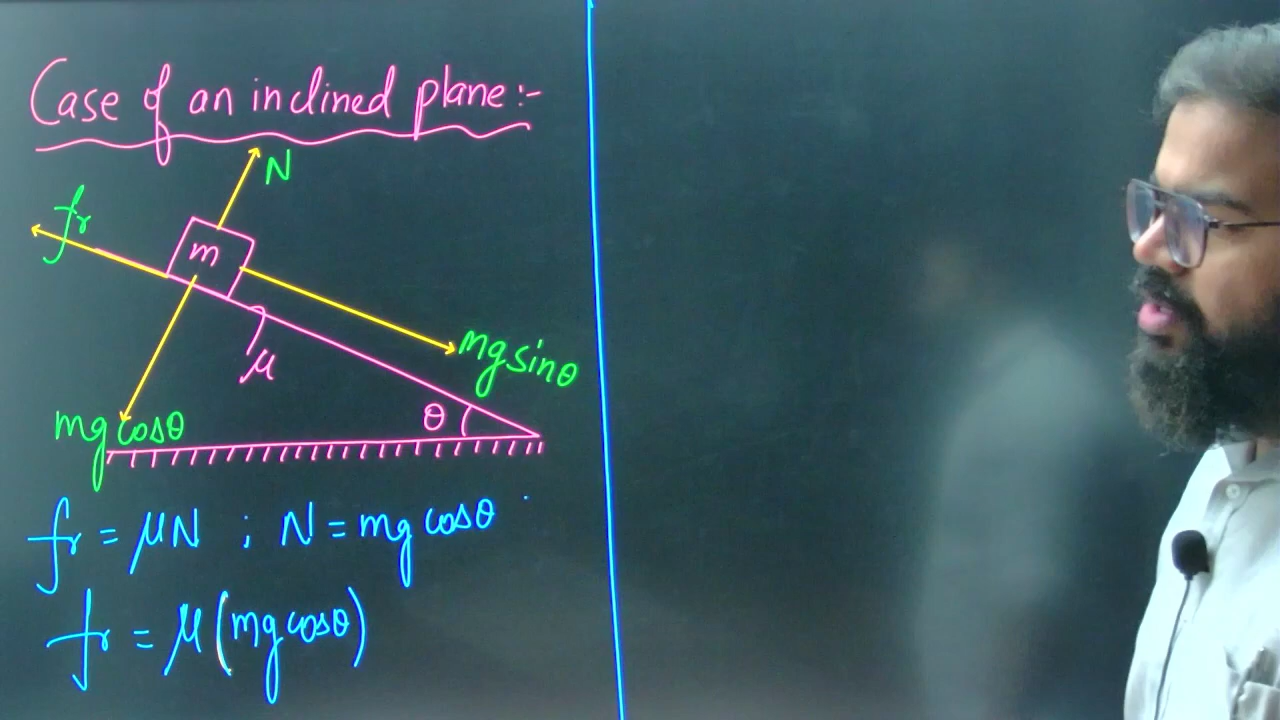 Case of an inclined plane:-
N
fr
m
μ
mg sinθ
θ
mg cosθ
fr = μN ; N = mg cosθ
fr = μ(mg cosθ)